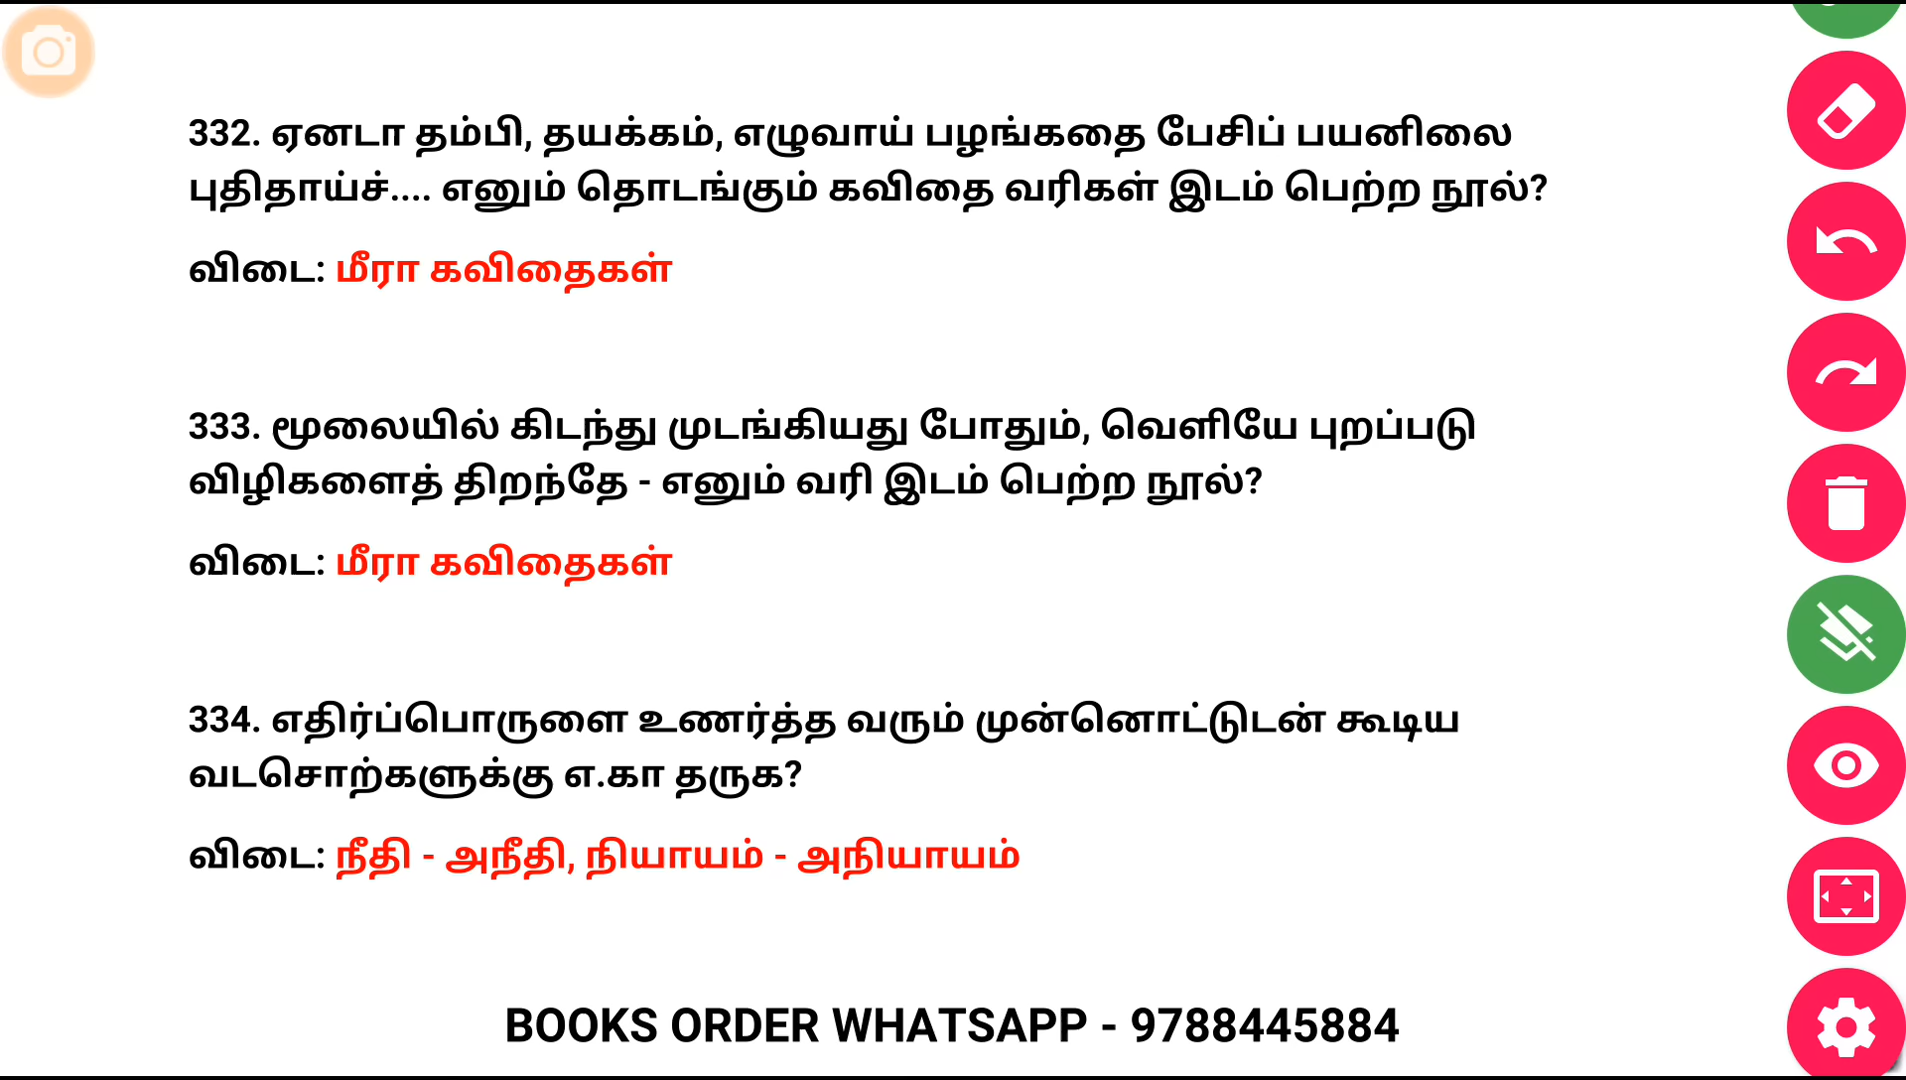 332. ஏனடா தம்பி, தயக்கம், எழுவாய் பழங்கதை பேசிப் பயனிலை
புதிதாய்ச்.... எனும் தொடங்கும் கவிதை வரிகள் இடம் பெற்ற நூல்?
விடை: மீரா கவிதைகள்
333. மூலையில் கிடந்து முடங்கியது போதும், வெளியே புறப்படு
விழிகளைத் திறந்தே - எனும் வரி இடம் பெற்ற நூல்?
விடை: மீரா கவிதைகள்
334. எதிர்ப்பொருளை உணர்த்த வரும் முன்னொட்டுடன் கூடிய
வடசொற்களுக்கு எ.கா தருக?
விடை: நீதி - அநீதி, நியாயம் - அநியாயம்
BOOKS ORDER WHATSAPP - 9788445884